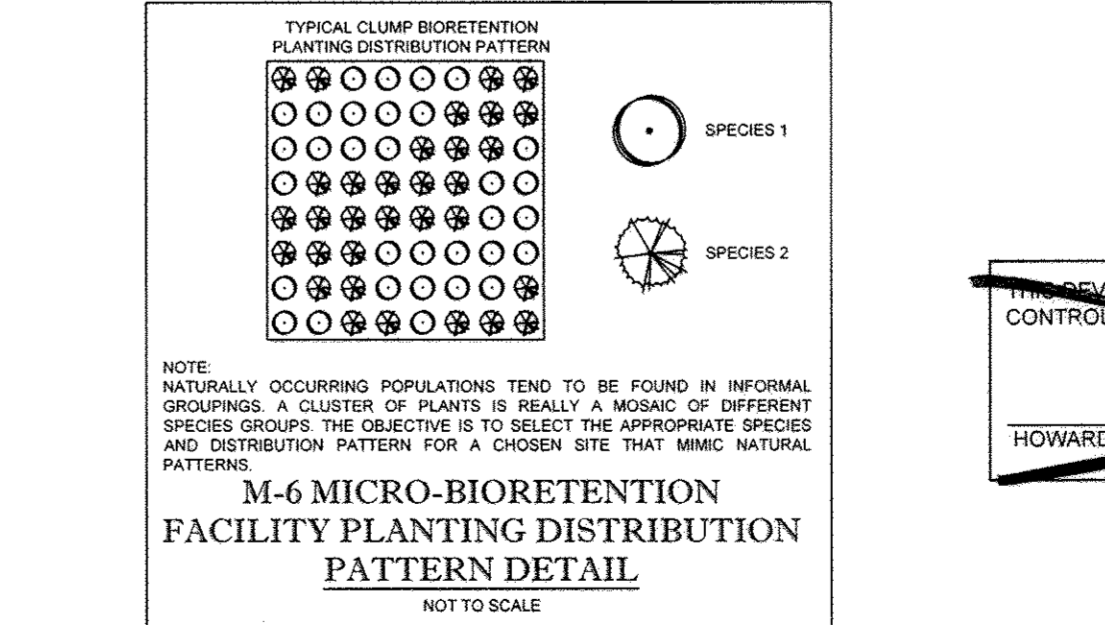 TYPICAL CLUMP BIORETENTION
PLANTING DISTRIBUTION PATTERN
SPECIES 1
SPECIES 2
NOTE:
NATURALLY OCCURRING POPULATIONS TEND TO BE FOUND IN INFORMAL
GROUPINGS. A CLUSTER OF PLANTS IS REALLY A MOSAIC OF DIFFERENT
SPECIES GROUPS. THE OBJECTIVE IS TO SELECT THE APPROPRIATE SPECIES
AND DISTRIBUTION PATTERN FOR A CHOSEN SITE THAT MIMIC NATURAL
PATTERNS.
M-6 MICRO-BIORETENTION
FACILITY PLANTING DISTRIBUTION
PATTERN DETAIL
NOT TO SCALE
THIS
HOWARD